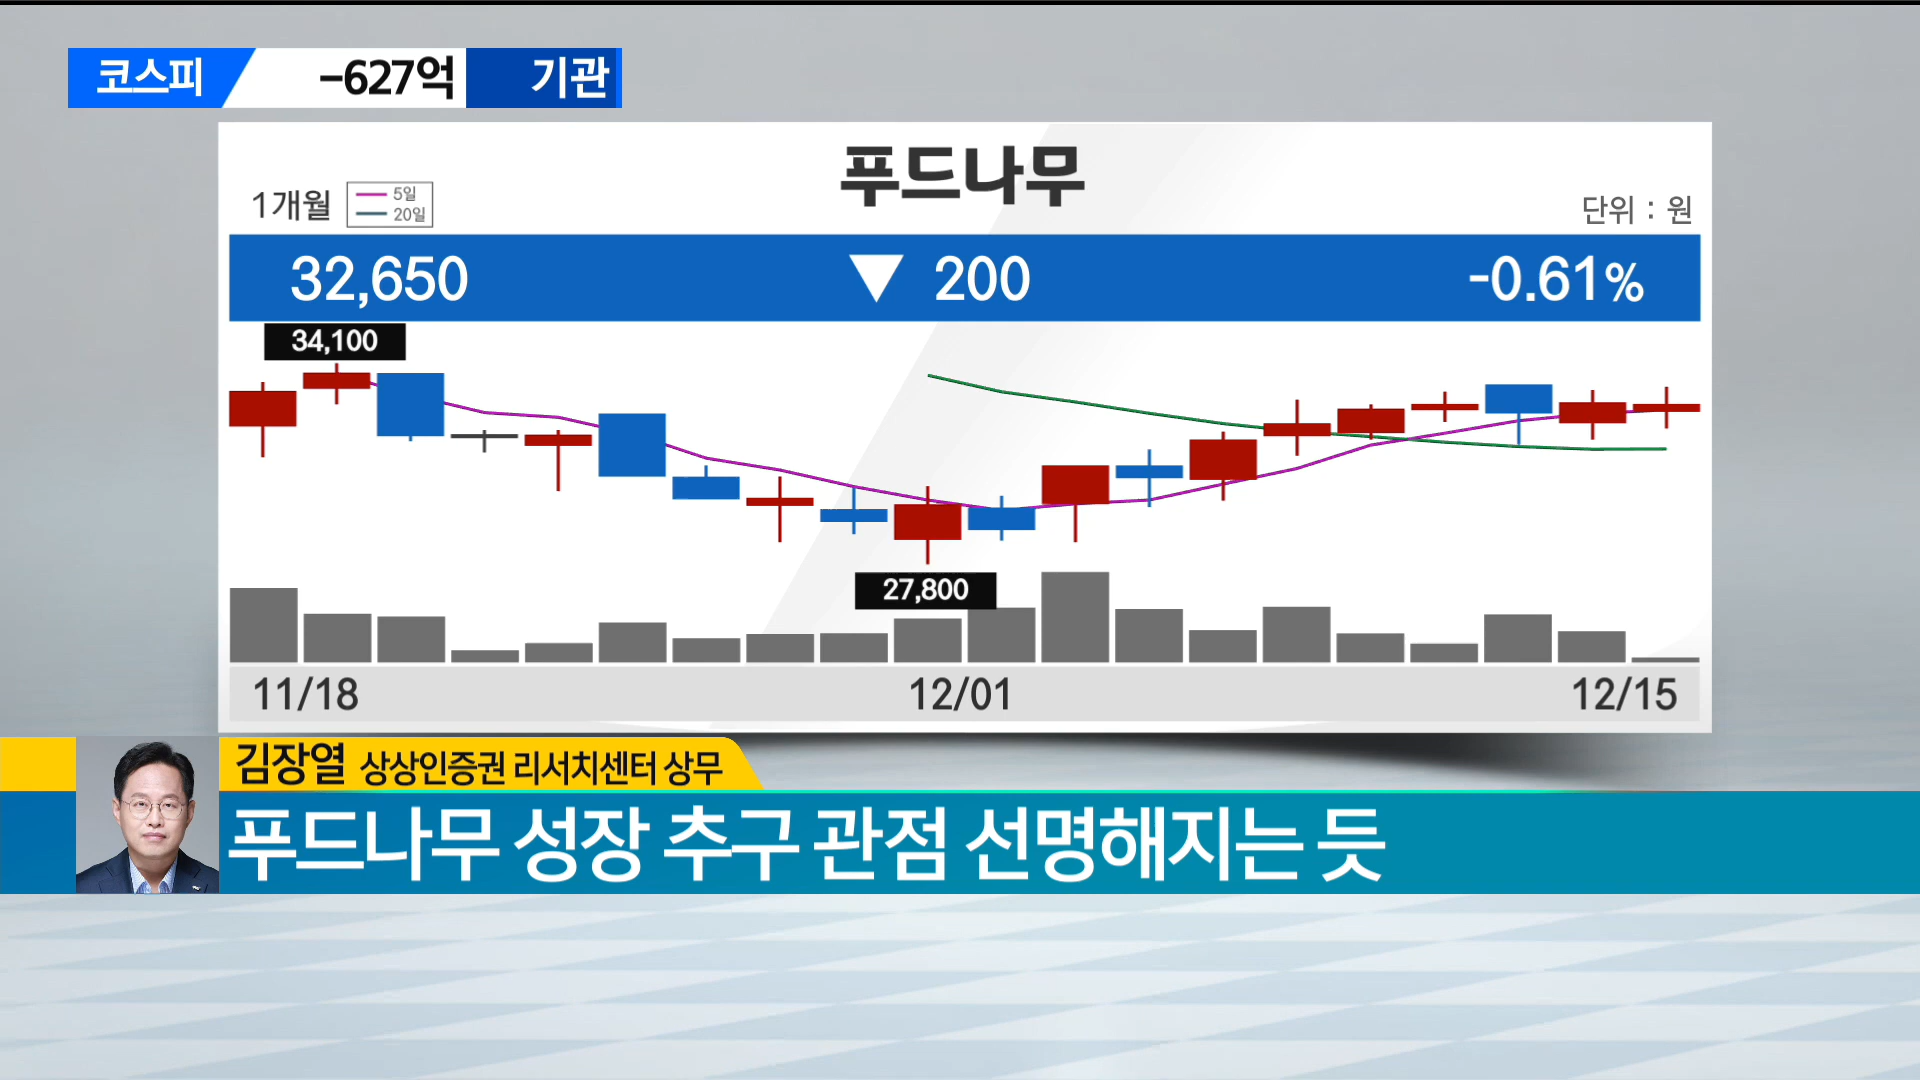 코스피 -627억 기관
푸드나무
1개월 5일
20일
단위 : 원
32,650 ▼ 200 -0.61%
34,100
27,800
11/18 12/01 12/15
김장열 상상인증권 리서치센터 상무
푸드나무 성장 추구 관점 선명해지는 듯